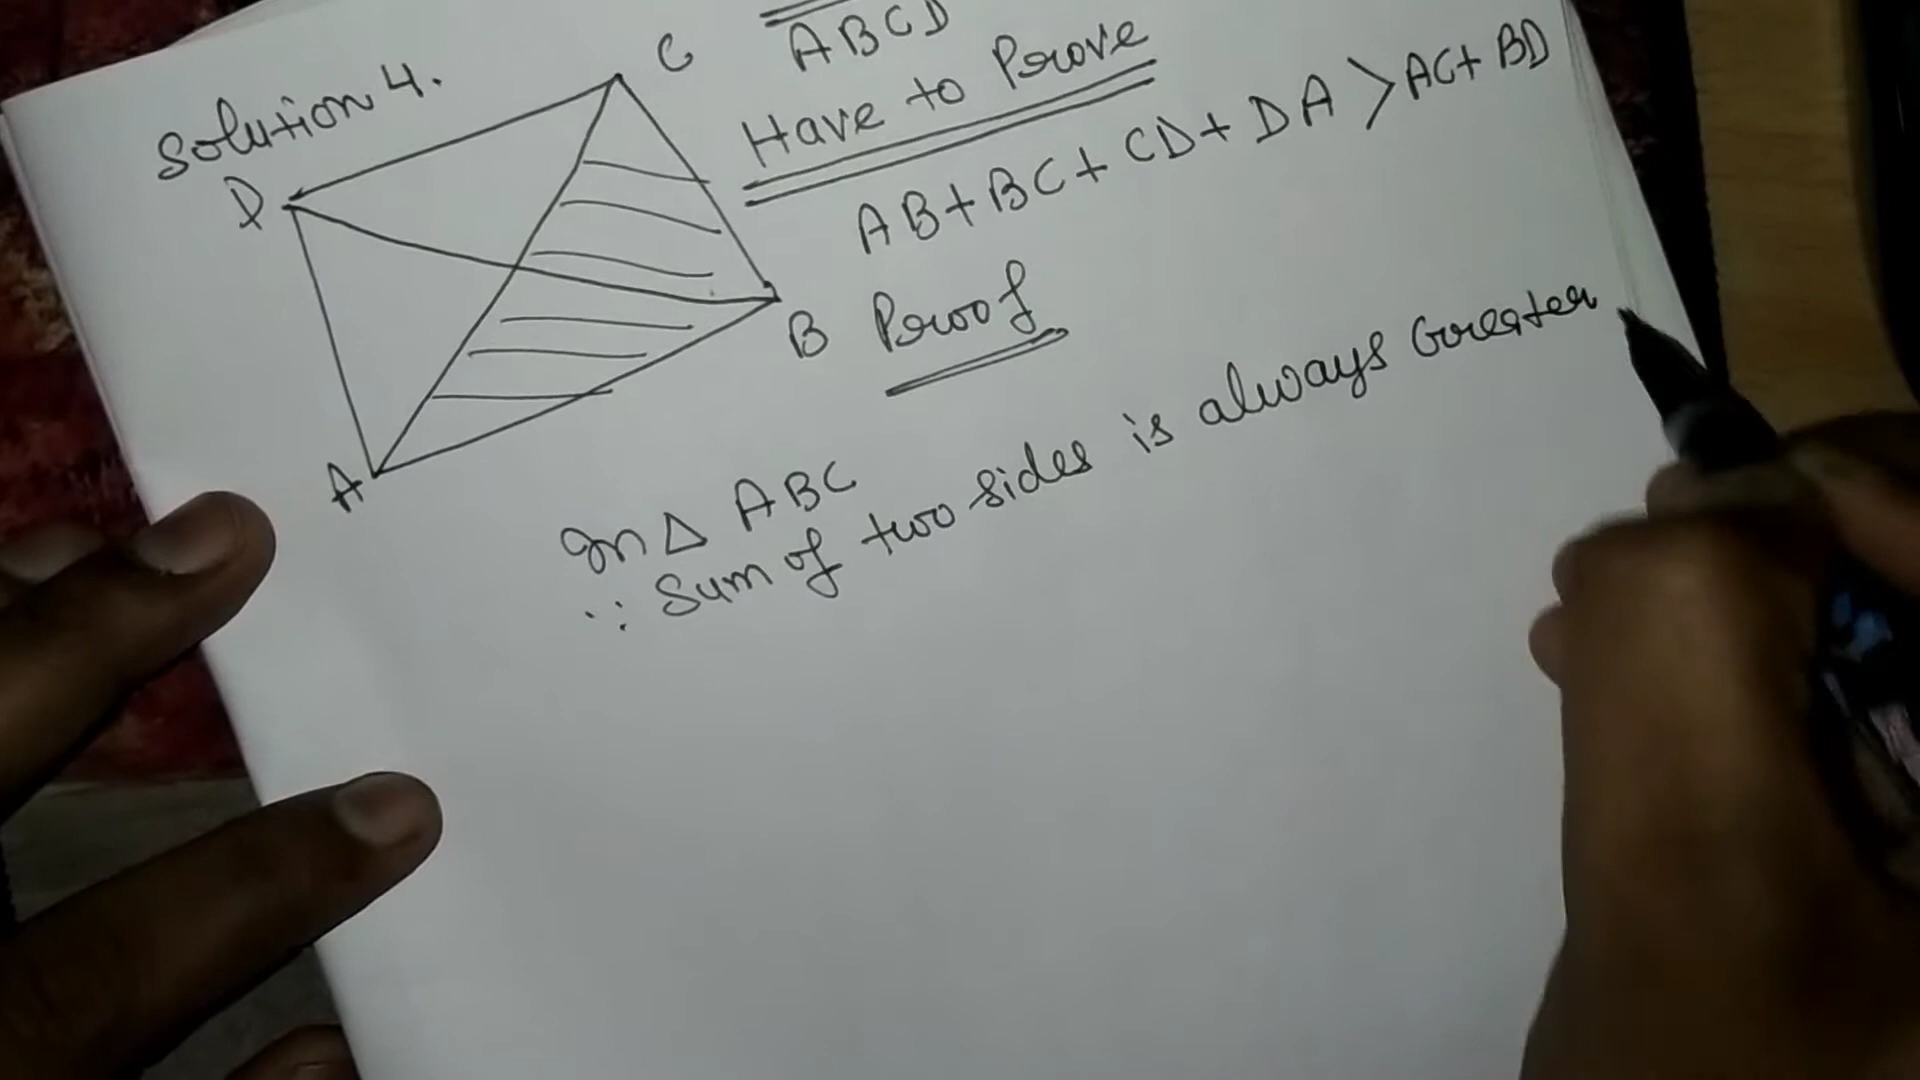 Solution 4.
ABCD
Have to Prove
AB+BC+CD+DA>AC+BD
Proof
D
C
B
A
In △ ABC
∵ Sum of two sides is always Greater